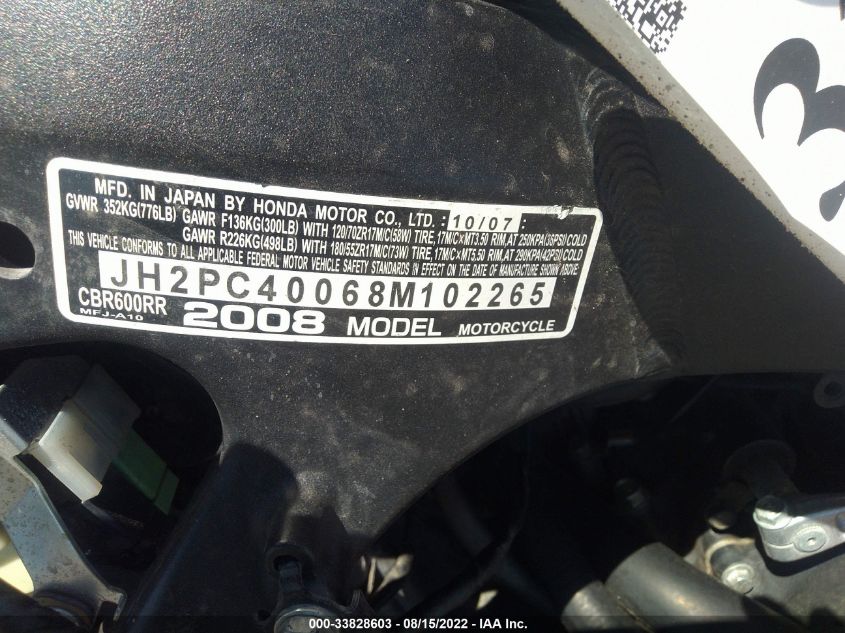 MFD. IN JAPAN BY HONDA MOTOR CO., LTD. : 10/07 :
GVWR 352KG(776LB) GAWR F136KG(300LB) WITH 120/70ZR17M/C(58W) TIRE, 17M/C×MT3.50 RIM, AT 250KPA(36PSI)/COLD
GAWR R226KG(498LB) WITH 180/55ZR17M/C(73W) TIRE, 17M/C×MT5.50 RIM, AT 290KPA(42PSI)/COLD
THIS VEHICLE CONFORMS TO ALL APPLICABLE FEDERAL MOTOR VEHICLE SAFETY STANDARDS IN EFFECT ON THE DATE OF MANUFACTURE SHOWN ABOVE
JH2PC40068M102265
CBR600RR 2008 MODEL MOTORCYCLE
MFJ-A10
000-33828603 - 08/15/2022 - IAA Inc.